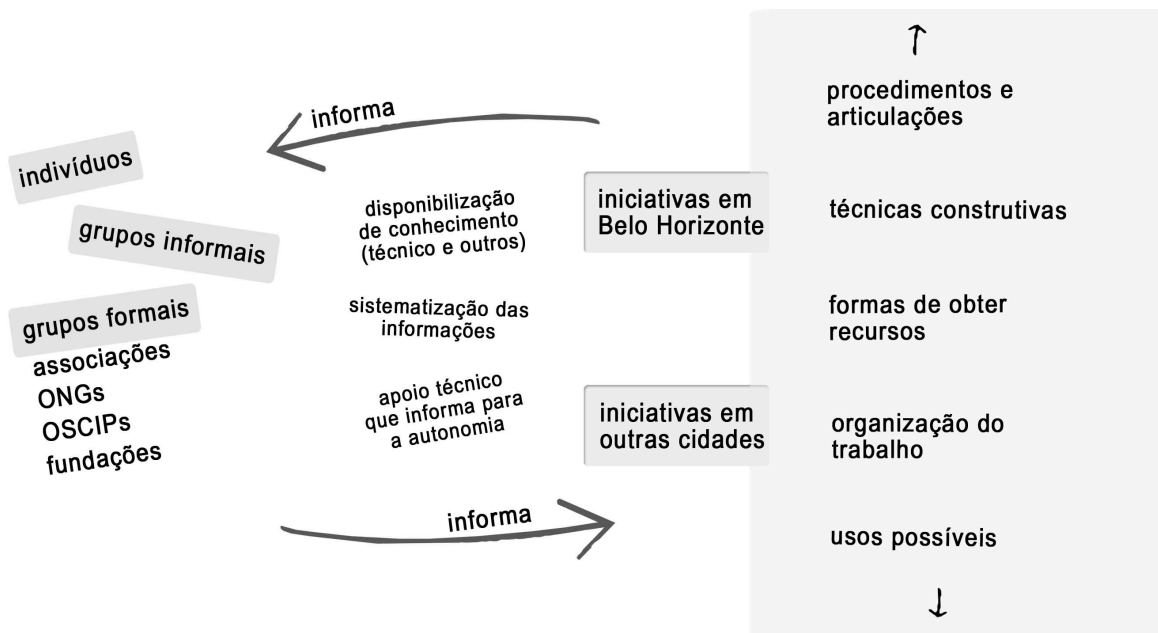 informa
indivíduos
grupos informais
grupos formais
associações
ONGs
OSCIPs
fundações
disponibilização
de conhecimento
(técnico e outros)
sistematização das
informações
apoio técnico
que informa para
a autonomia
informa
iniciativas em
Belo Horizonte
iniciativas em
outras cidades
procedimentos e
articulações
técnicas construtivas
formas de obter
recursos
organização do
trabalho
usos possíveis